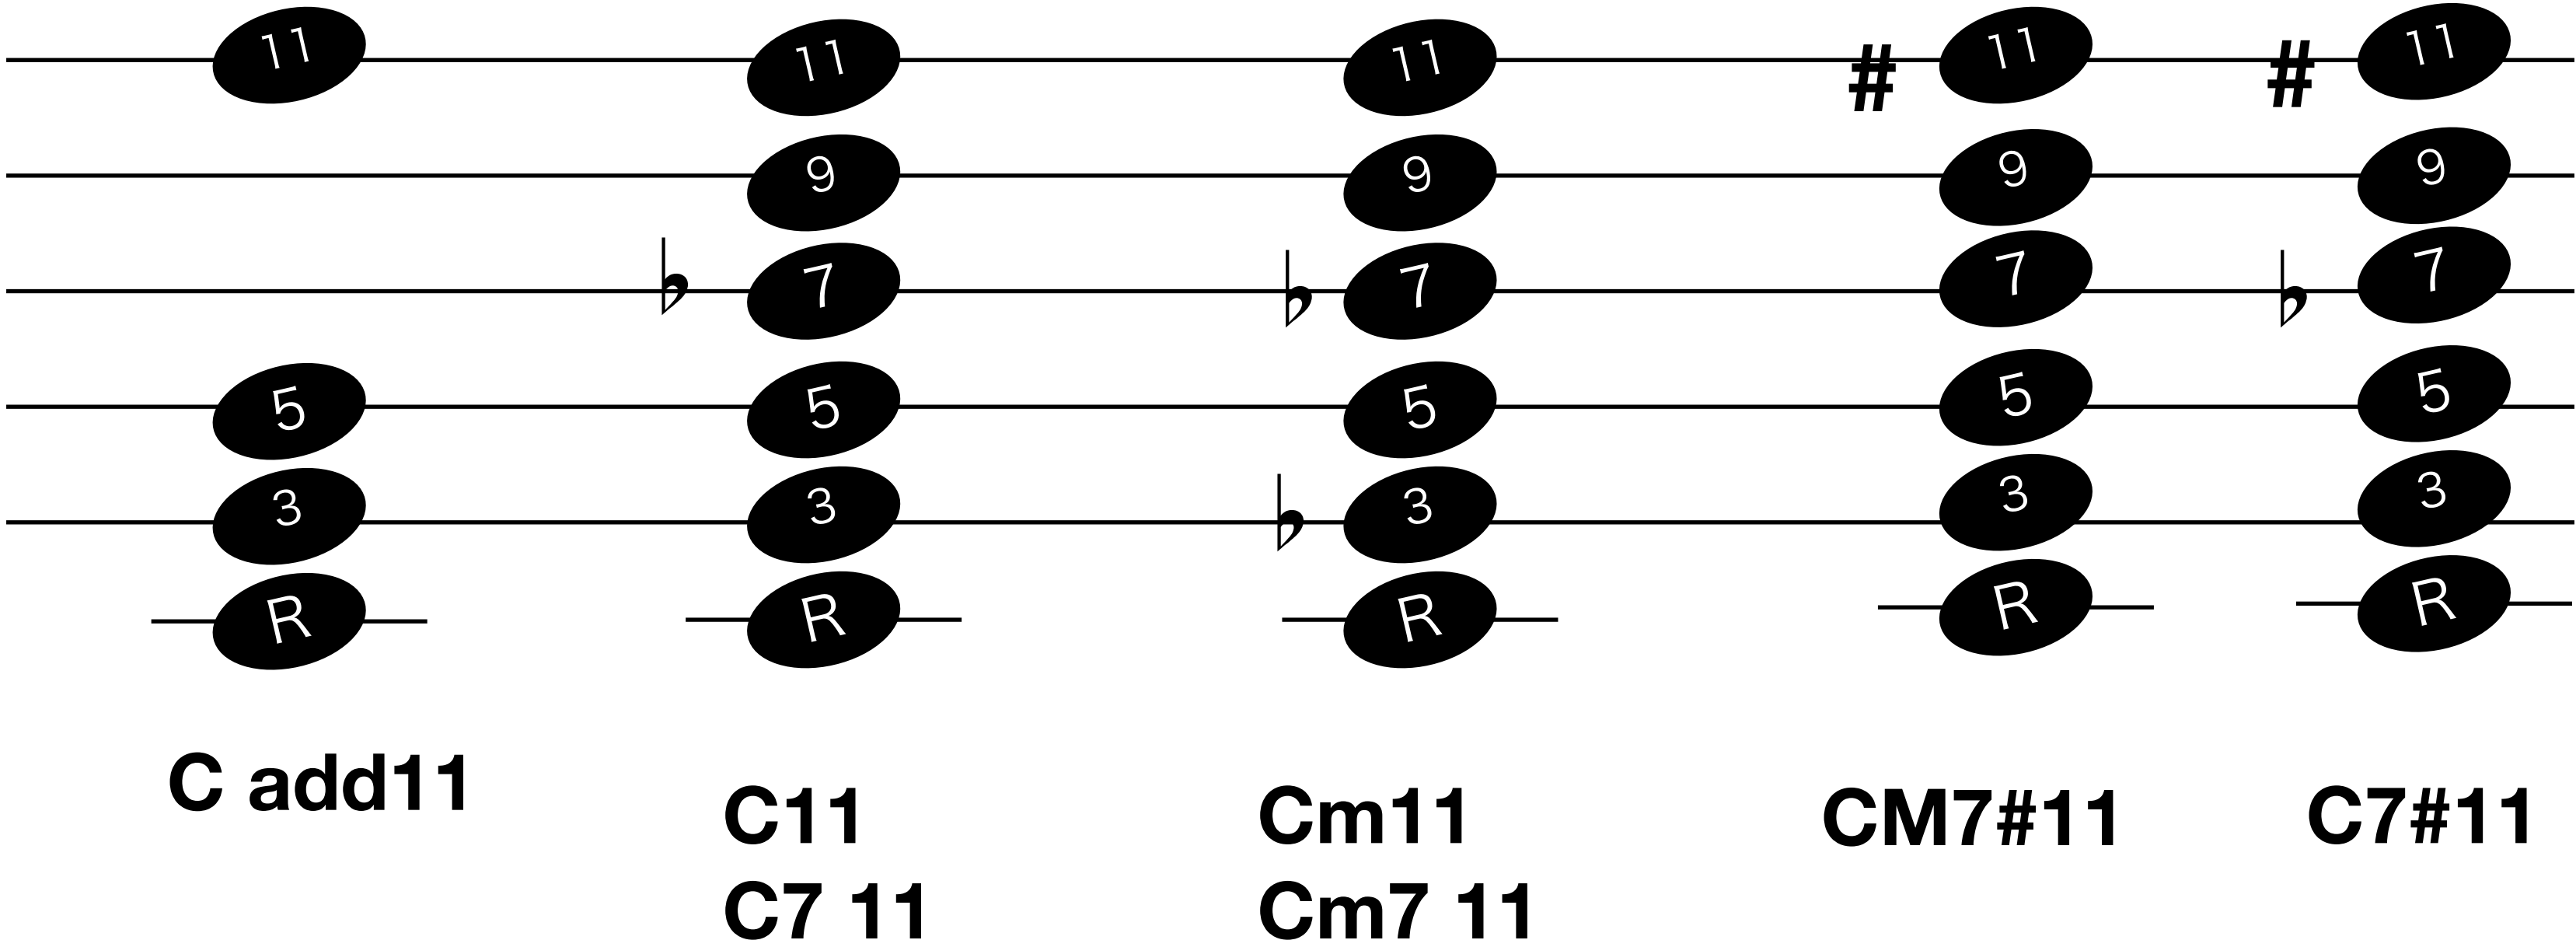 11 11 11 # 11 # 11
9 9 9 9
♭ 7 ♭ 7 7 ♭ 7
5 5 5 5 5
3 3 ♭ 3 3 3
R R R R R
C add11
C11
C7 11
Cm11
Cm7 11
CM7#11
C7#11